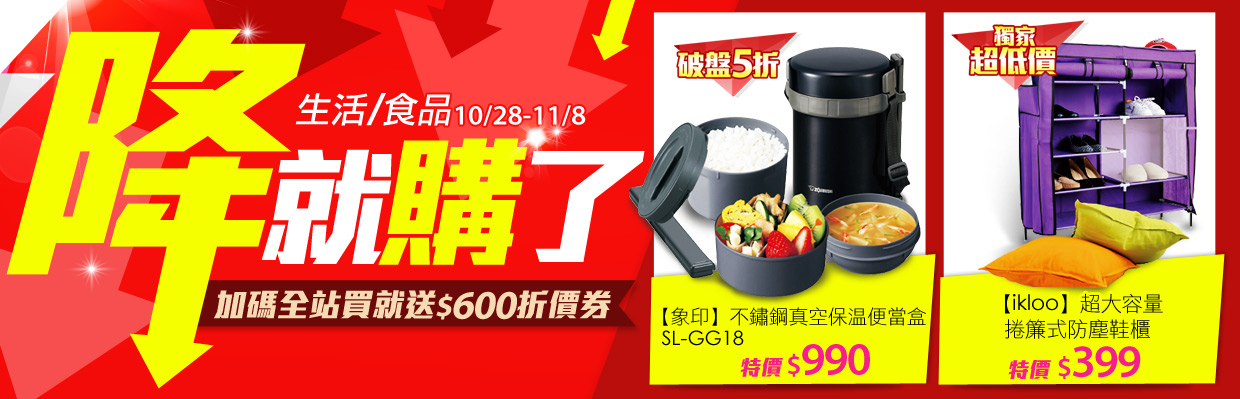 生活/食品10/28-11/8
降就購了
加碼全站買就送$600折價券
破盤5折
ZOJIRUSHI
【象印】不鏽鋼真空保温便當盒
SL-GG18
特價$990
獨家
超低價
【ikloo】超大容量
捲簾式防塵鞋櫃
特價$399